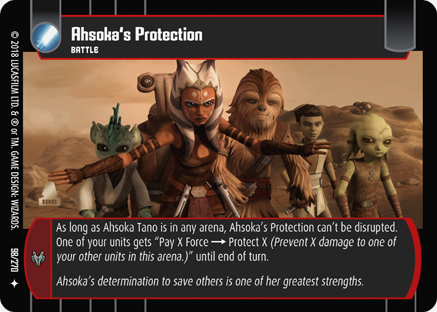 Ahsoka's Protection
BATTLE
As long as Ahsoka Tano is in any arena, Ahsoka's Protection can't be disrupted.
One of your units gets "Pay X Force → Protect X (Prevent X damage to one of
your other units in this arena.)" until end of turn.
Ahsoka's determination to save others is one of her greatest strengths.
© 2018 LUCASFILM LTD. & ® or TM. GAME DESIGN: WIZARDS.
98/270
IDC